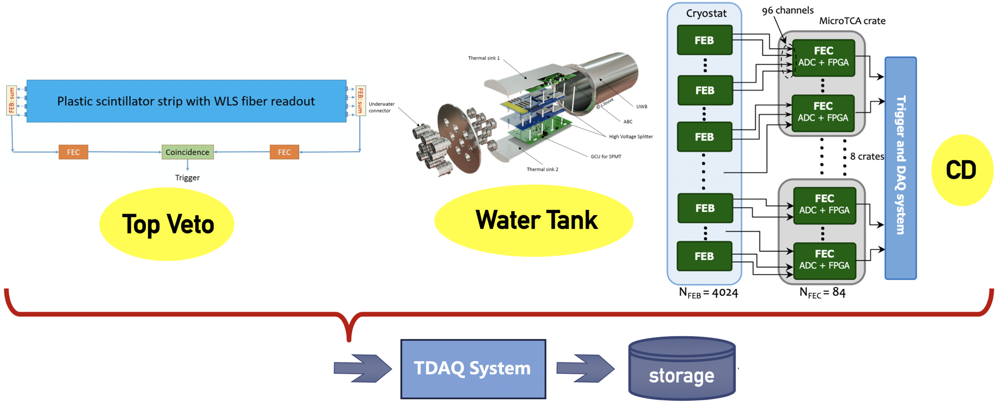 FEB: sum
Plastic scintillator strip with WLS fiber readout
FEB: sum
FEC
Coincidence
FEC
Trigger
Top Veto
Thermal sink 1
Underwater
connector
UWB
© J.Jouve
ABC
High Voltage Splitter
GCU for SPMT
Thermal sink 2
Water Tank
Cryostat
96 channels
MicroTCA crate
FEB
FEB
FEB
FEB
FEB
FEC
ADC + FPGA
FEC
ADC + FPGA
8 crates
FEC
ADC + FPGA
FEC
ADC + FPGA
Trigger and DAQ system
NFEB = 4024
NFEC = 84
CD
TDAQ System
storage